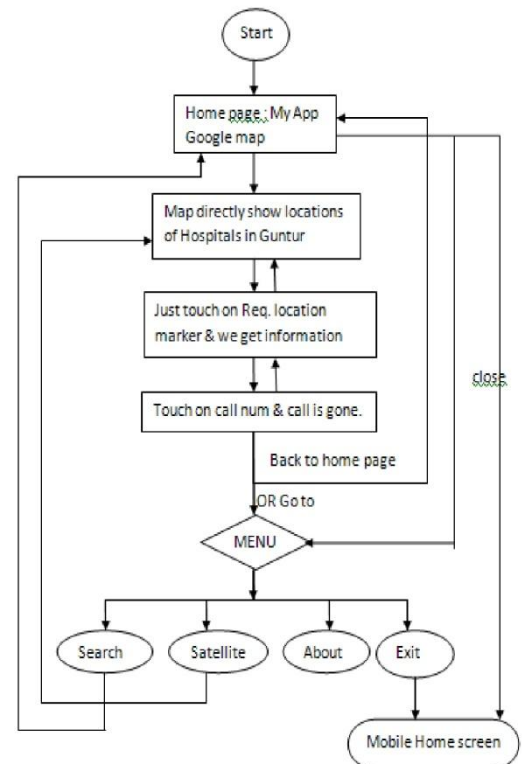 Start
Home page : My App
Google map
Map directly show locations
of Hospitals in Guntur
Just touch on Req. location
marker & we get information
close
Touch on call num & call is gone.
Back to home page
OR Go to
MENU
Search
Satellite
About
Exit
Mobile Home screen